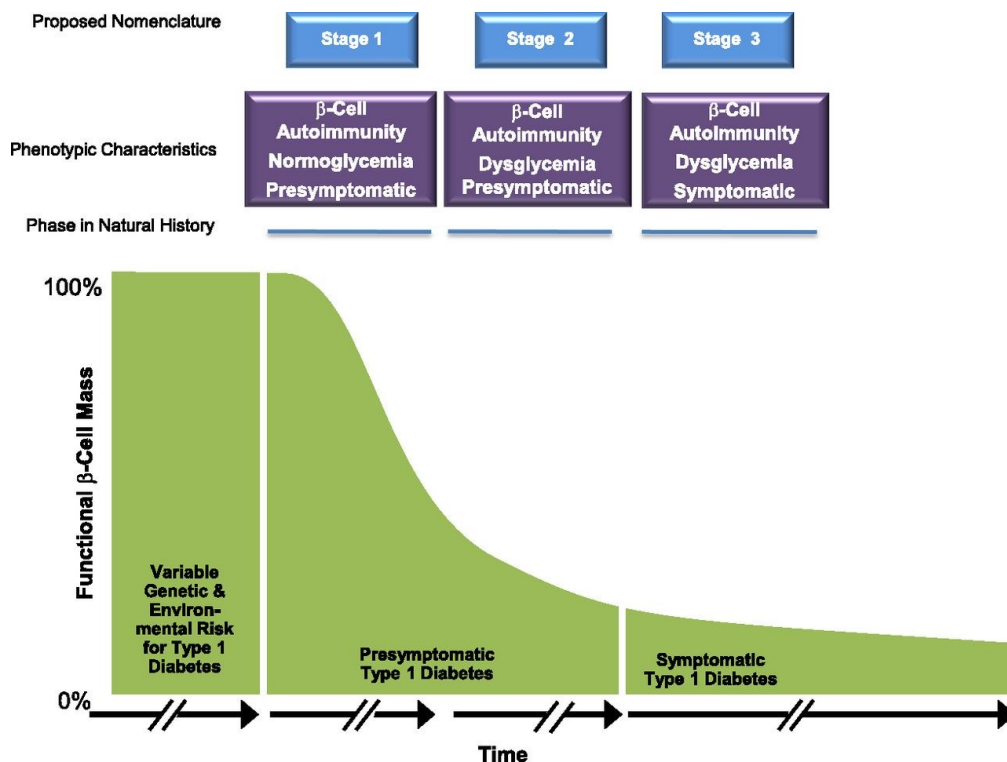 Proposed Nomenclature
Stage 1
Stage 2
Stage 3
Phenotypic Characteristics
β-Cell
Autoimmunity
Normoglycemia
Presymptomatic
β-Cell
Autoimmunity
Dysglycemia
Presymptomatic
β-Cell
Autoimmunity
Dysglycemia
Symptomatic
Phase in Natural History
100%
Functional β-Cell Mass
0%
Variable
Genetic &
Environ-
mental Risk
for Type 1
Diabetes
Presymptomatic
Type 1 Diabetes
Symptomatic
Type 1 Diabetes
Time